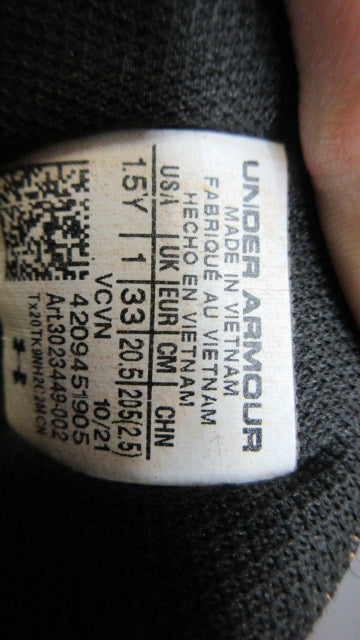 UNDER ARMOUR
MADE IN VIETNAM
FABRIQUÉ AU VIETNAM
HECHO EN VIETNAM
USA UK EUR CM CHN
1.5Y 1 33 20.5 205(2.5)
VCVN 10/21
4209451905
Art.3023449-002